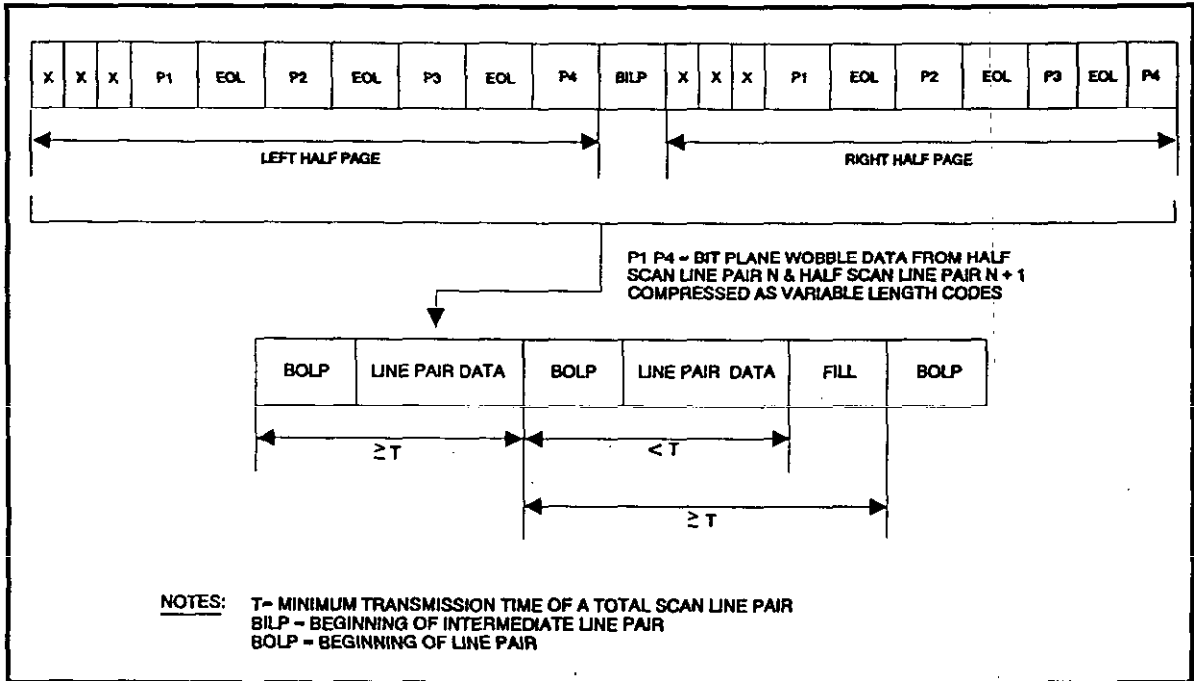 X X X P1 EOL P2 EOL P3 EOL P4 BILP X X X P1 EOL P2 EOL P3 EOL P4
LEFT HALF PAGE RIGHT HALF PAGE
P1 P4 - BIT PLANE WOBBLE DATA FROM HALF
SCAN LINE PAIR N & HALF SCAN LINE PAIR N + 1
COMPRESSED AS VARIABLE LENGTH CODES
BOLP LINE PAIR DATA BOLP LINE PAIR DATA FILL BOLP
≥ T < T
≥ T
NOTES: T- MINIMUM TRANSMISSION TIME OF A TOTAL SCAN LINE PAIR
BILP - BEGINNING OF INTERMEDIATE LINE PAIR
BOLP - BEGINNING OF LINE PAIR